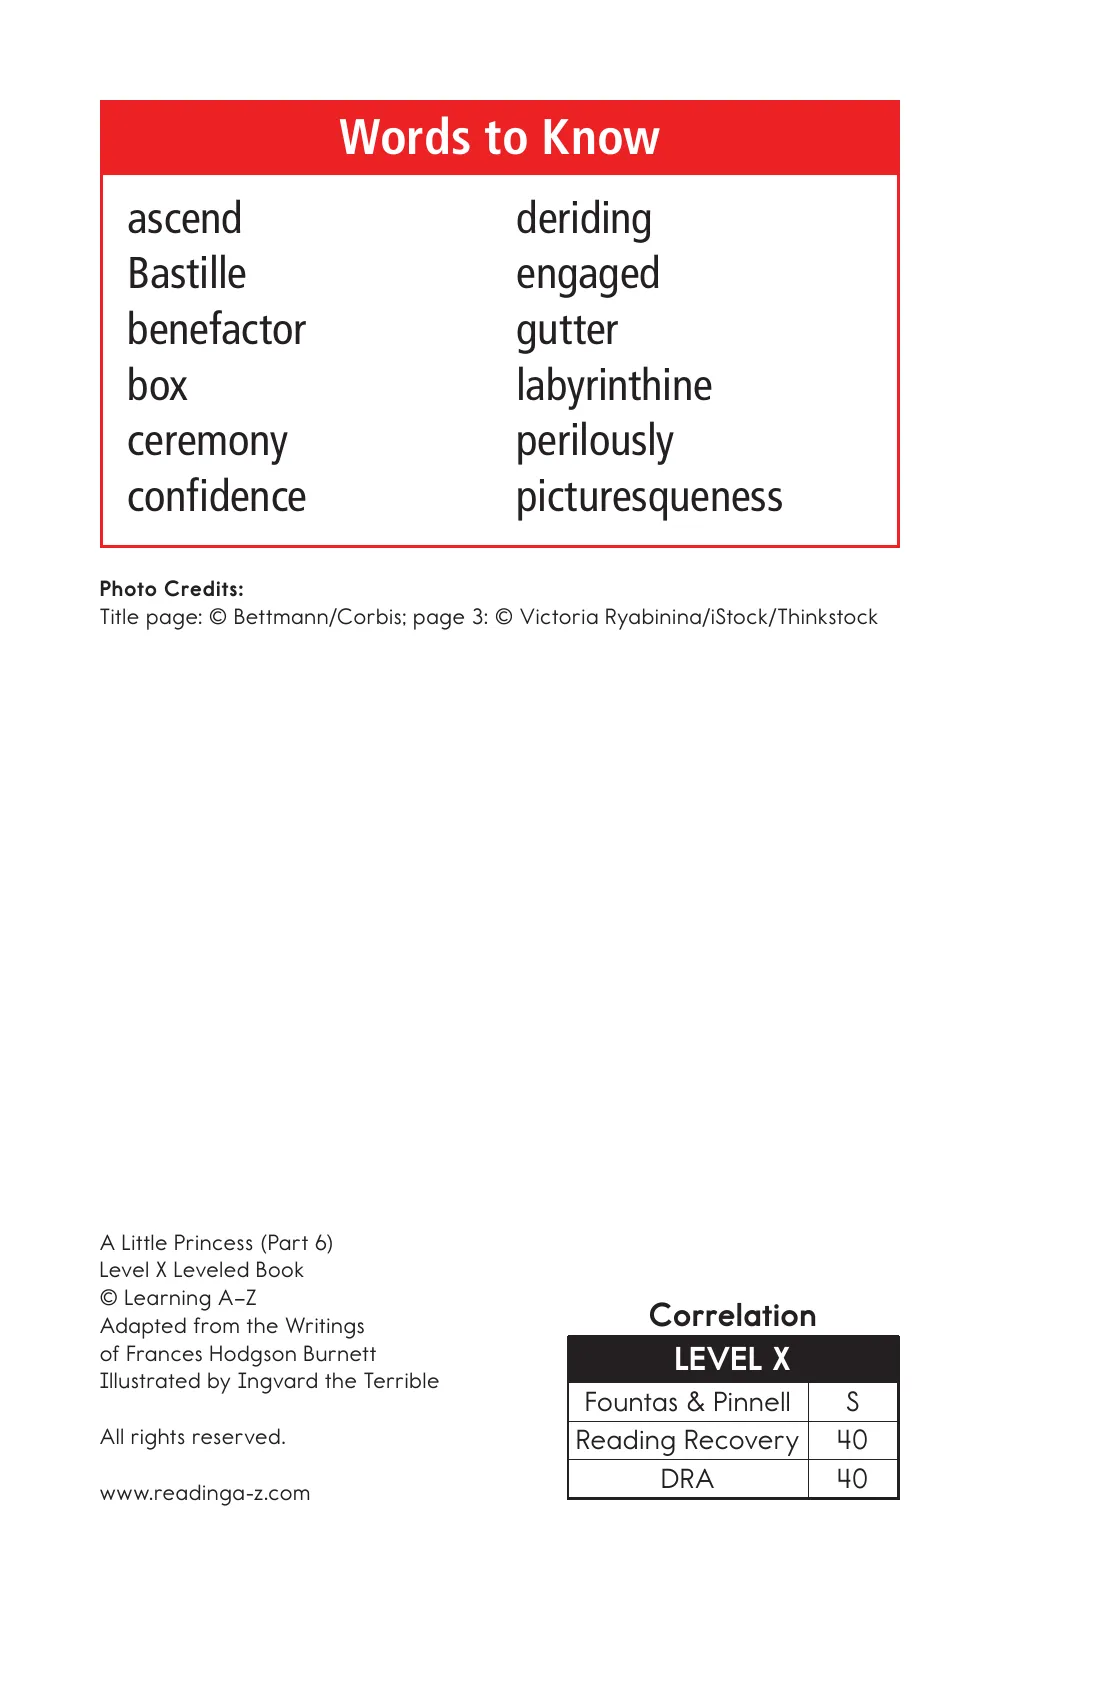 Words to Know
ascend
Bastille
benefactor
box
ceremony
confidence
deriding
engaged
gutter
labyrinthine
perilously
picturesqueness
Photo Credits:
Title page: © Bettmann/Corbis; page 3: © Victoria Ryabinina/iStock/Thinkstock
A Little Princess (Part 6)
Level X Leveled Book
© Learning A–Z
Adapted from the Writings
of Frances Hodgson Burnett
Illustrated by Ingvard the Terrible
All rights reserved.
www.readinga-z.com
Correlation
LEVEL X
Fountas & Pinnell S
Reading Recovery 40
DRA 40